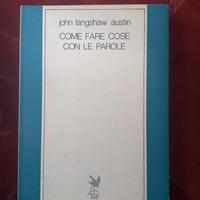 john langshaw austin
COME FARE COSE
CON LE PAROLE